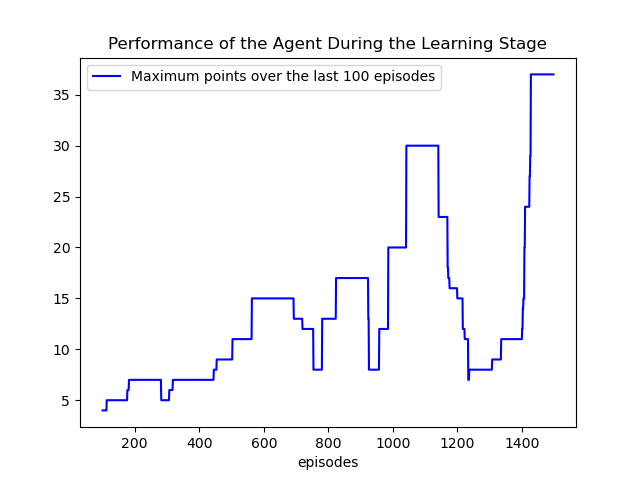 Performance of the Agent During the Learning Stage
Maximum points over the last 100 episodes
35
30
25
20
15
10
5
200 400 600 800 1000 1200 1400
episodes